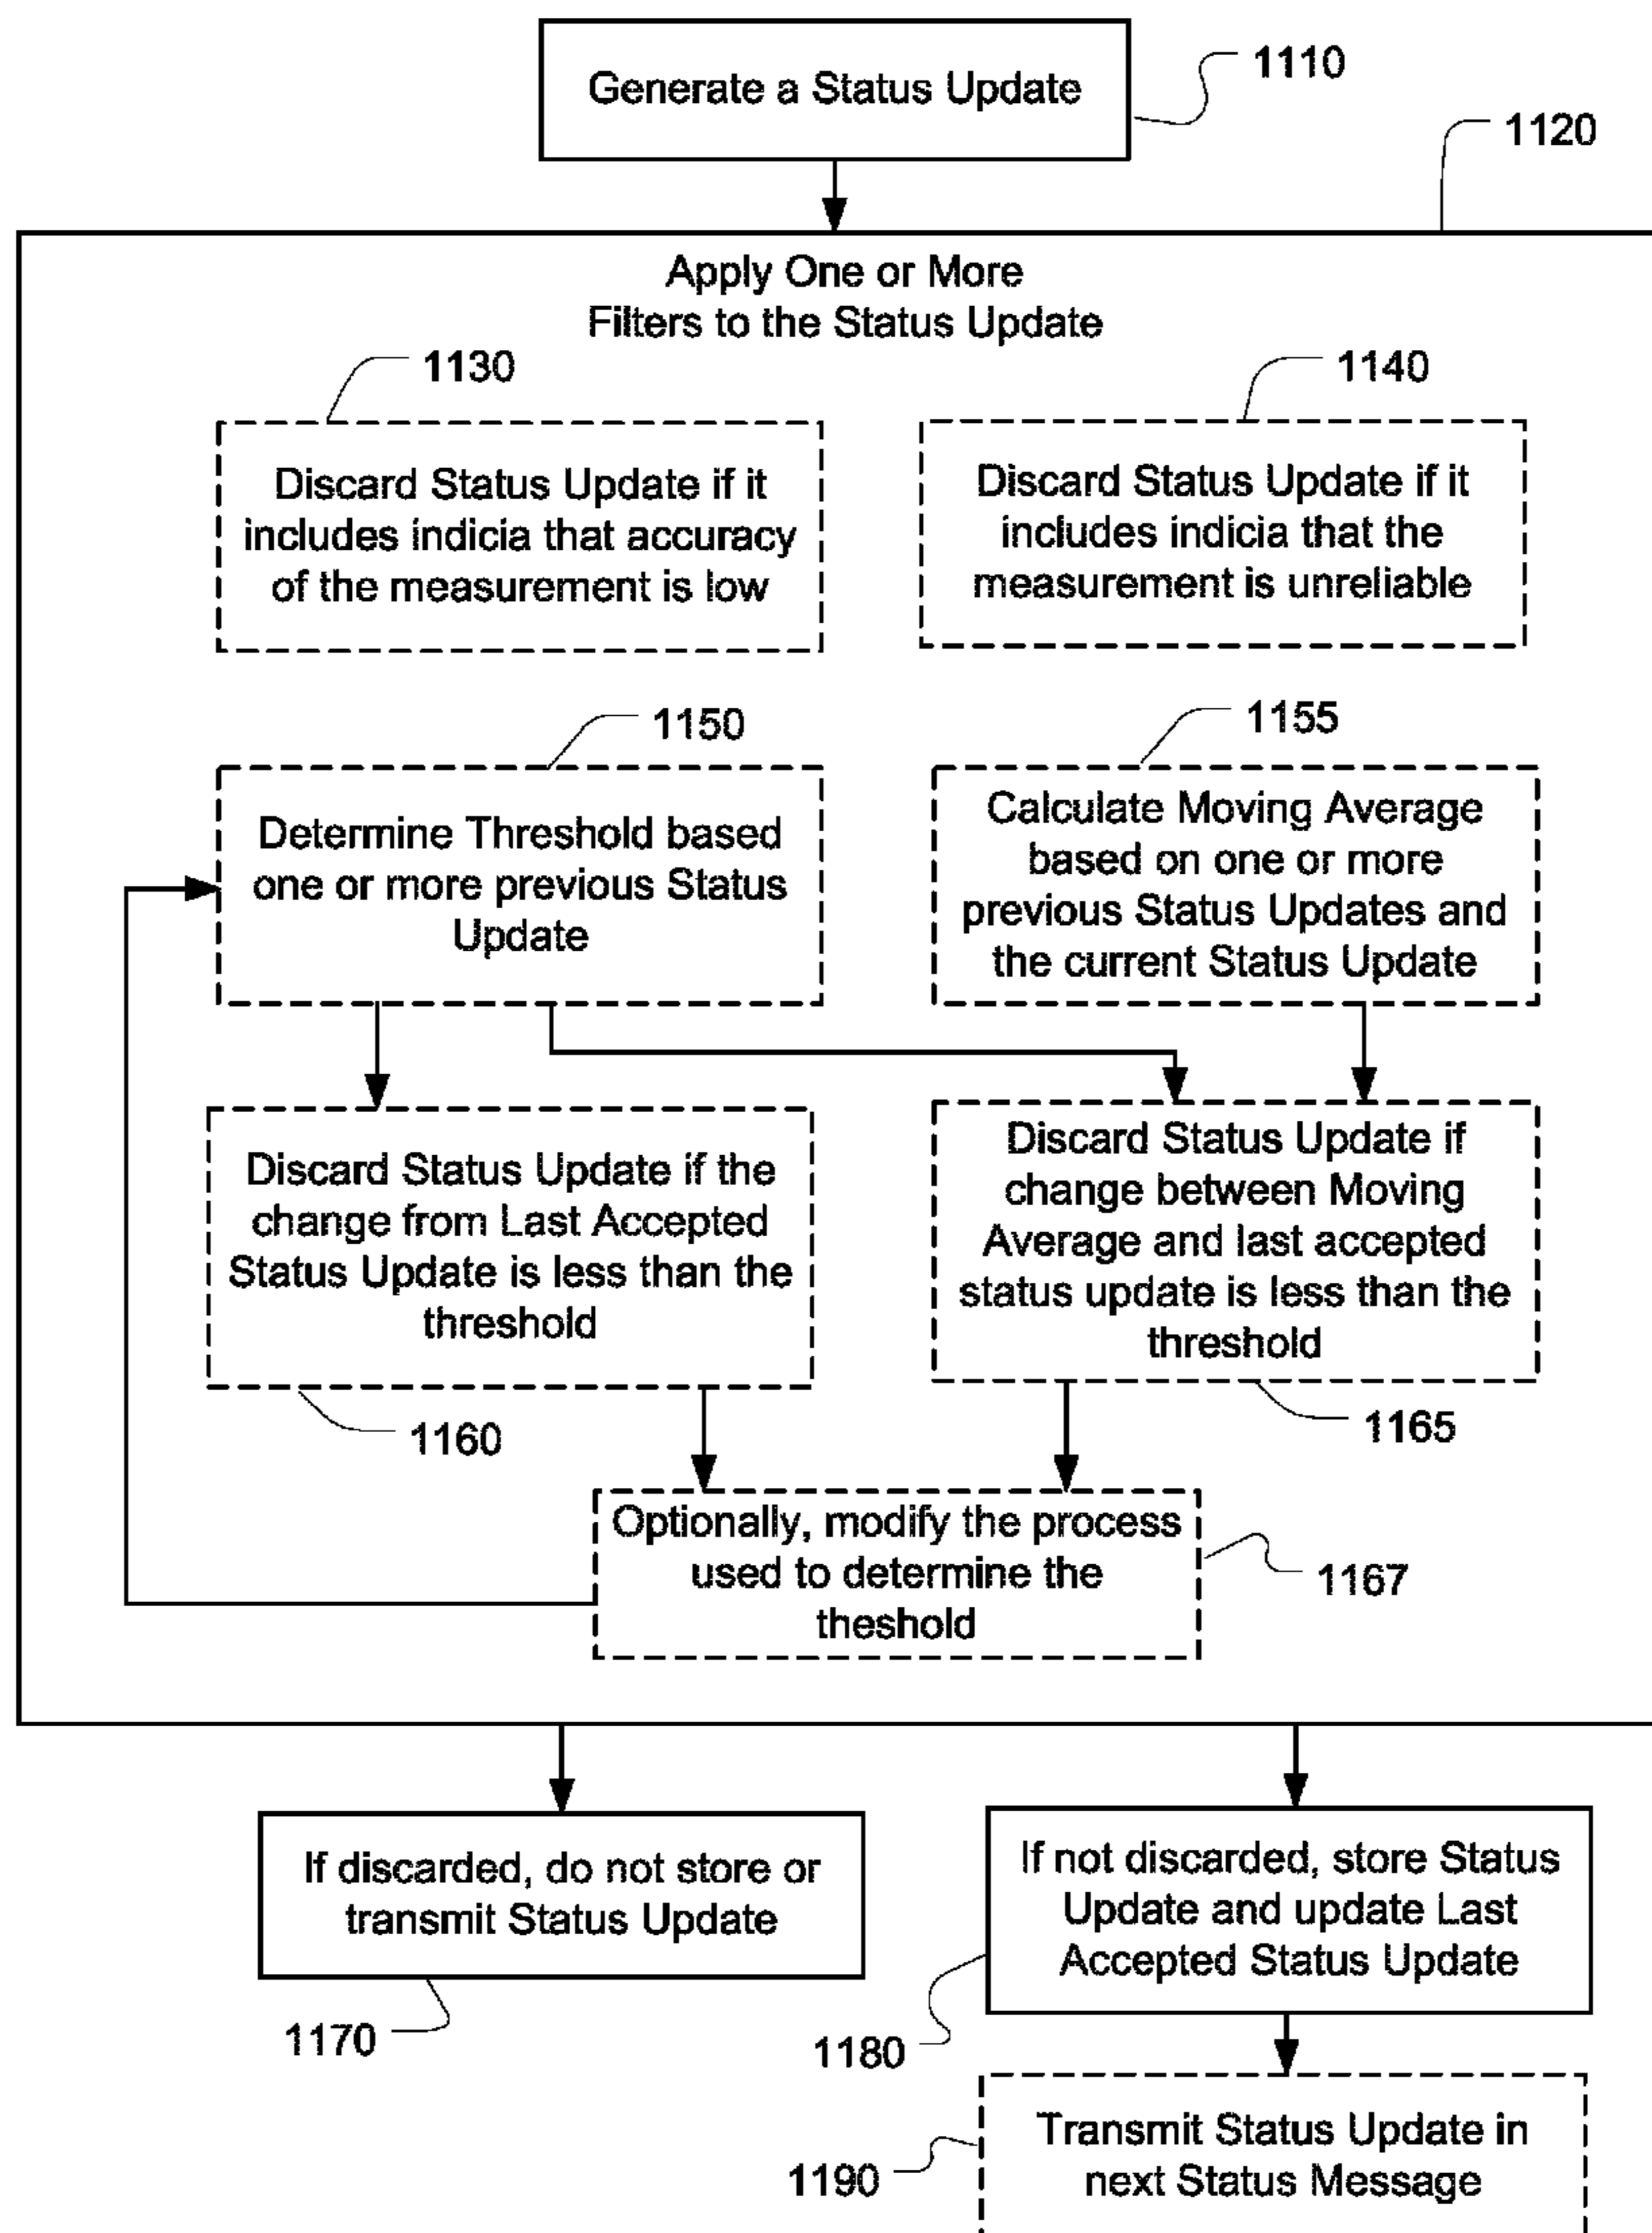 Generate a Status Update
1110
1120
Apply One or More
Filters to the Status Update
1130
1140
Discard Status Update if it
includes indicia that accuracy
of the measurement is low
Discard Status Update if it
includes indicia that the
measurement is unreliable
1150
1155
Determine Threshold based
one or more previous Status
Update
Calculate Moving Average
based on one or more
previous Status Updates and
the current Status Update
Discard Status Update if the
change from Last Accepted
Status Update is less than the
threshold
Discard Status Update if
change between Moving
Average and last accepted
status update is less than the
threshold
1160
1165
Optionally, modify the process
used to determine the
theshold
1167
If discarded, do not store or
transmit Status Update
If not discarded, store Status
Update and update Last
Accepted Status Update
1170
1180
Transmit Status Update in
next Status Message
1190